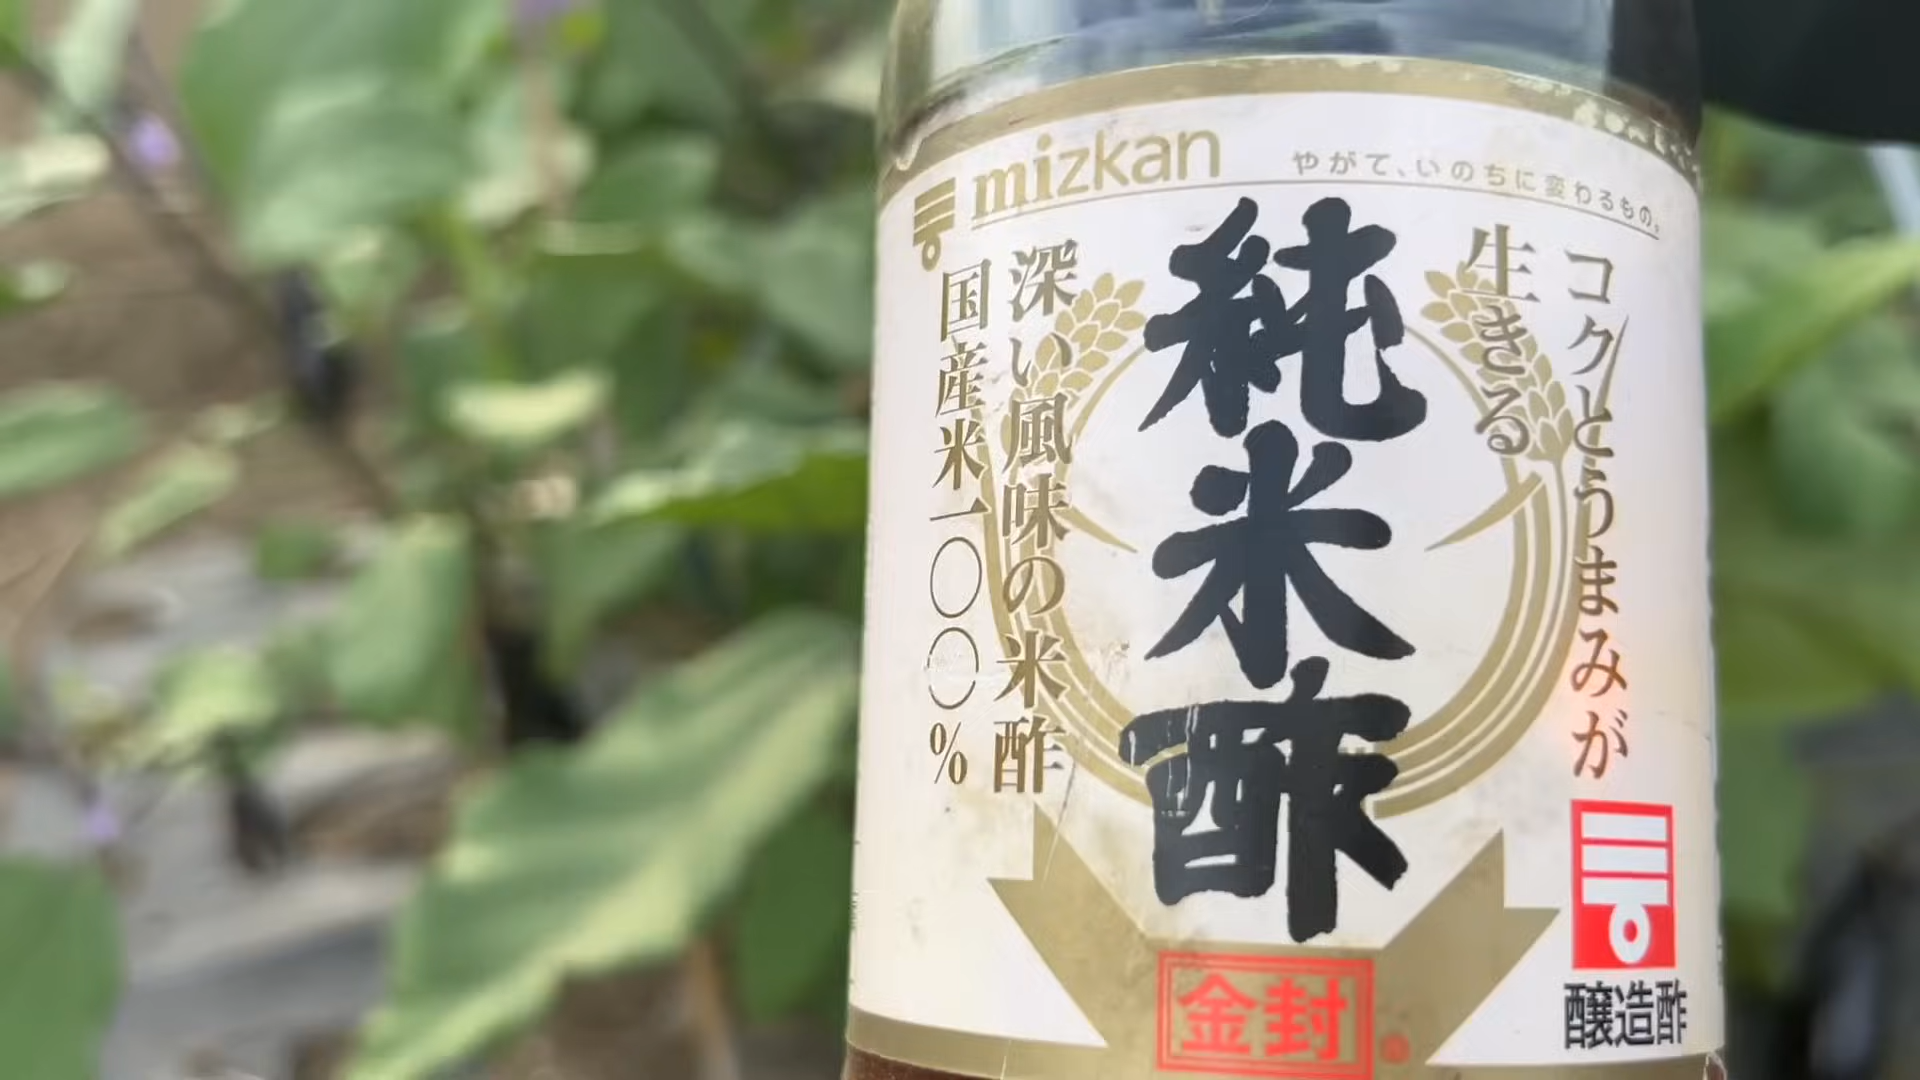 mizkan
やがて、いのちに変わるもの。
コクとうまみが
生きる
純米酢
深い風味の米酢
国産米一〇〇%
金封
醸造酢